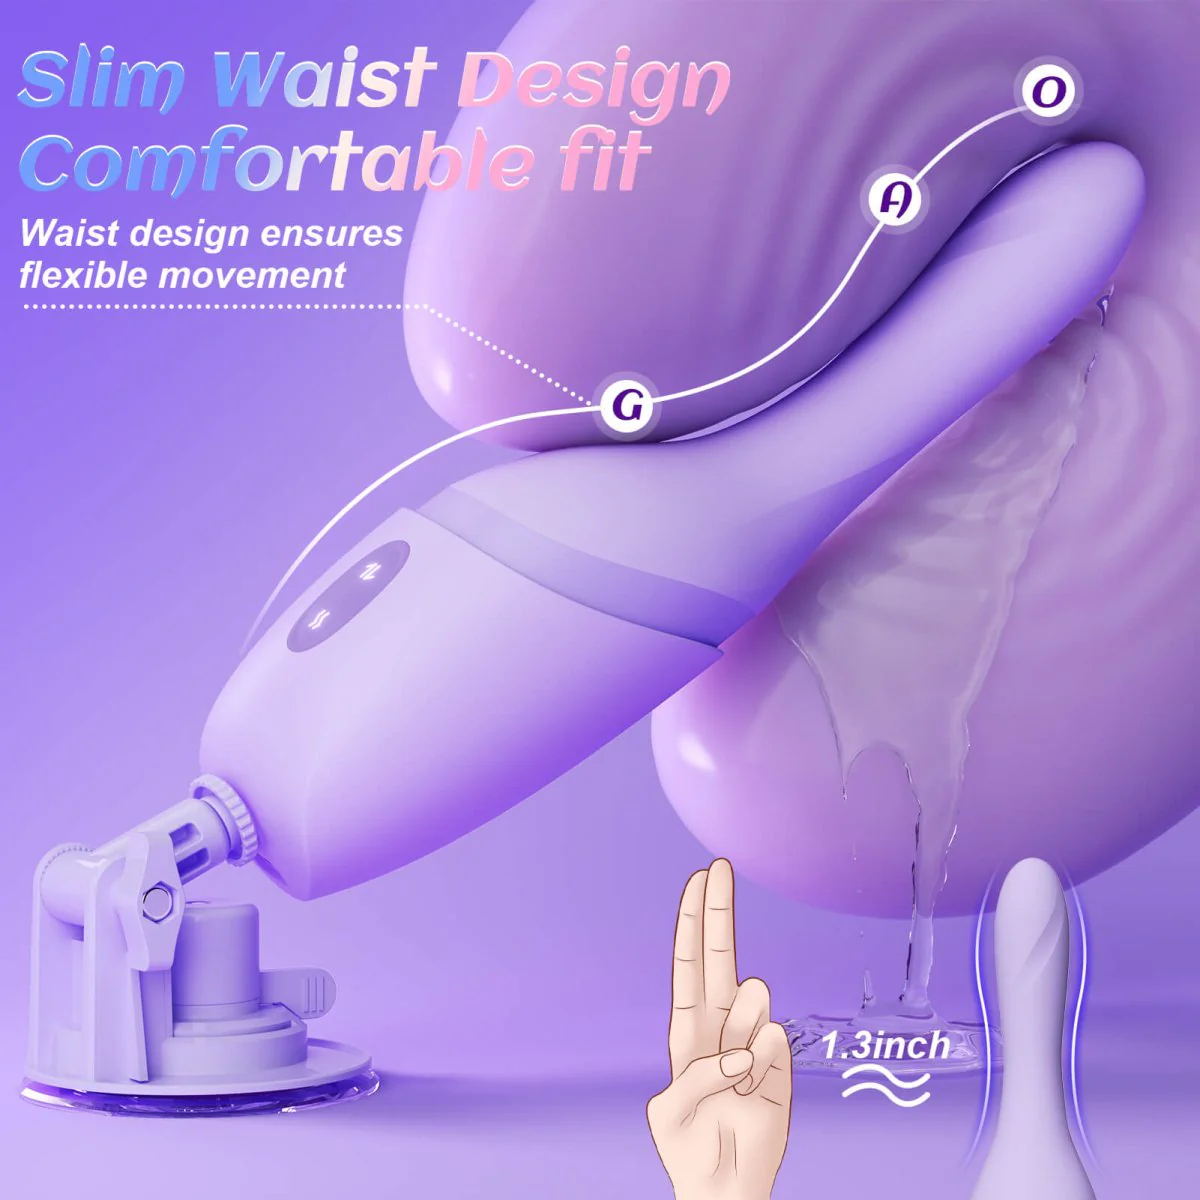 Slim Waist Design
Comfortable fit
Waist design ensures
flexible movement
O
A
G
1.3inch